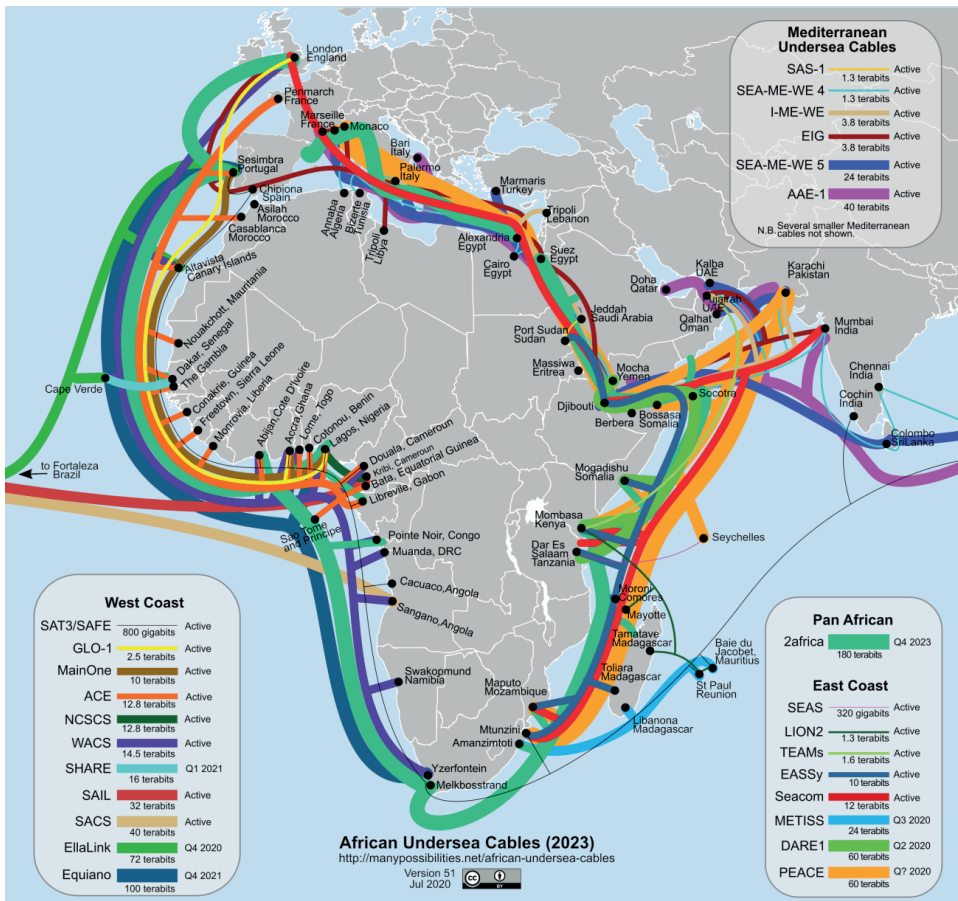 London
England
Penmarch
France
Marseille
France
Monaco
Bari
Italy
Palermo
Italy
Marmaris
Turkey
Sesimbra
Portugal
Chipiona
Spain
Asilah
Morocco
Casablanca
Morocco
Annaba
Algeria
Bizerte
Tunisia
Tripoli
Libya
Tripoli
Lebanon
Alexandria
Egypt
Cairo
Egypt
Suez
Egypt
Altavista
Canary Islands
Doha
Qatar
Kalba
UAE
Fujairah
UAE
Qalhat
Oman
Karachi
Pakistan
Mumbai
India
Chennai
India
Cochin
India
Colombo
SriLanka
Jeddah
Saudi Arabia
Port Sudan
Sudan
Massiwa
Eritrea
Mocha
Yemen
Djibouti
Berbera
Bossasa
Somalia
Socotra
Nouakchott, Mauritania
Dakar, Senegal
The Gambia
Cape Verde
Conakrie, Guinea
Freetown, Sierra Leone
Monrovia, Liberia
Abijan,Cote D'Ivoire
Accra,Ghana
Lome, Togo
Cotonou, Benin
Lagos, Nigeria
Douala, Cameroun
Kribi, Cameroun
Bata, Equatorial Guinea
Libreville, Gabon
to Fortaleza
Brazil
Sao Tome
and Principe
Pointe Noir, Congo
Muanda, DRC
Cacuaco,Angola
Sangano,Angola
Swakopmund
Namibia
Mogadishu
Somalia
Mombasa
Kenya
Dar Es
Salaam
Tanzania
Seychelles
Moroni
Comores
Mayotte
Tamatave
Madagascar
Toliara
Madagascar
Baie du
Jacobet,
Mauritius
St Paul
Reunion
Libanona
Madagascar
Maputo
Mozambique
Mtunzini
Amanzimtoti
Yzerfontein
Melkbosstrand
Mediterranean
Undersea Cables
SAS-1 Active
1.3 terabits
SEA-ME-WE 4 Active
1.3 terabits
I-ME-WE Active
3.8 terabits
EIG Active
3.8 terabits
SEA-ME-WE 5 Active
24 terabits
AAE-1 Active
40 terabits
N.B. Several smaller Mediterranean
cables not shown.
West Coast
SAT3/SAFE Active
800 gigabits
GLO-1 Active
2.5 terabits
MainOne Active
10 terabits
ACE Active
12.8 terabits
NCSCS Active
12.8 terabits
WACS Active
14.5 terabits
SHARE Q1 2021
16 terabits
SAIL Active
32 terabits
SACS Active
40 terabits
EllaLink Q4 2020
72 terabits
Equiano Q4 2021
100 terabits
Pan African
2africa Q4 2023
180 terabits
East Coast
SEAS Active
320 gigabits
LION2 Active
1.3 terabits
TEAMs Active
1.6 terabits
EASSy Active
10 terabits
Seacom Active
12 terabits
METISS Q3 2020
24 terabits
DARE1 Q2 2020
60 terabits
PEACE Q? 2020
60 terabits
African Undersea Cables (2023)
http://manypossibilities.net/african-undersea-cables
Version 51
Jul 2020
cc BY